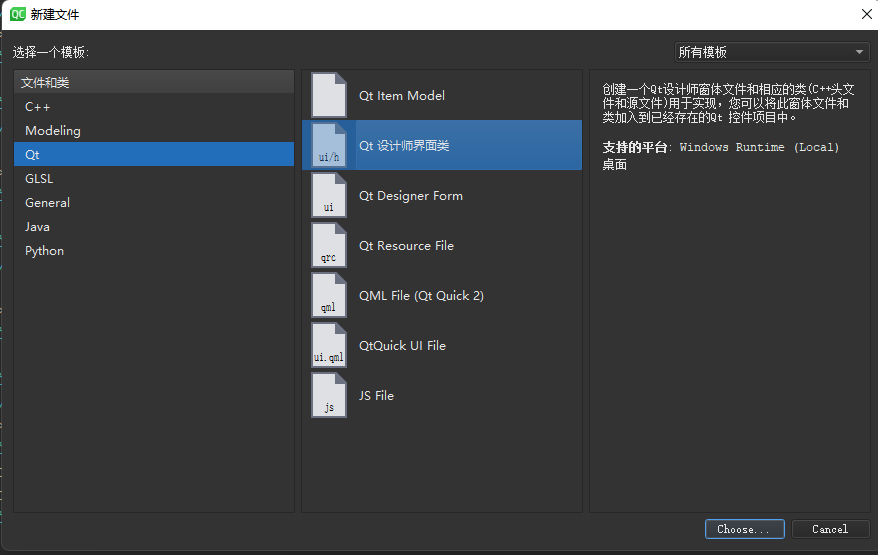 QC 新建文件
选择一个模板:
所有模板
文件和类
C++
Modeling
Qt
GLSL
General
Java
Python
Qt Item Model
ui/h
Qt 设计师界面类
ui
Qt Designer Form
qrc
Qt Resource File
qml
QML File (Qt Quick 2)
ui.qml
QtQuick UI File
js
JS File
创建一个Qt设计师窗体文件和相应的类(C++头文
件和源文件)用于实现，您可以将此窗体文件和
类加入到已经存在的Qt 控件项目中。
支持的平台: Windows Runtime (Local)
桌面
Choose...
Cancel